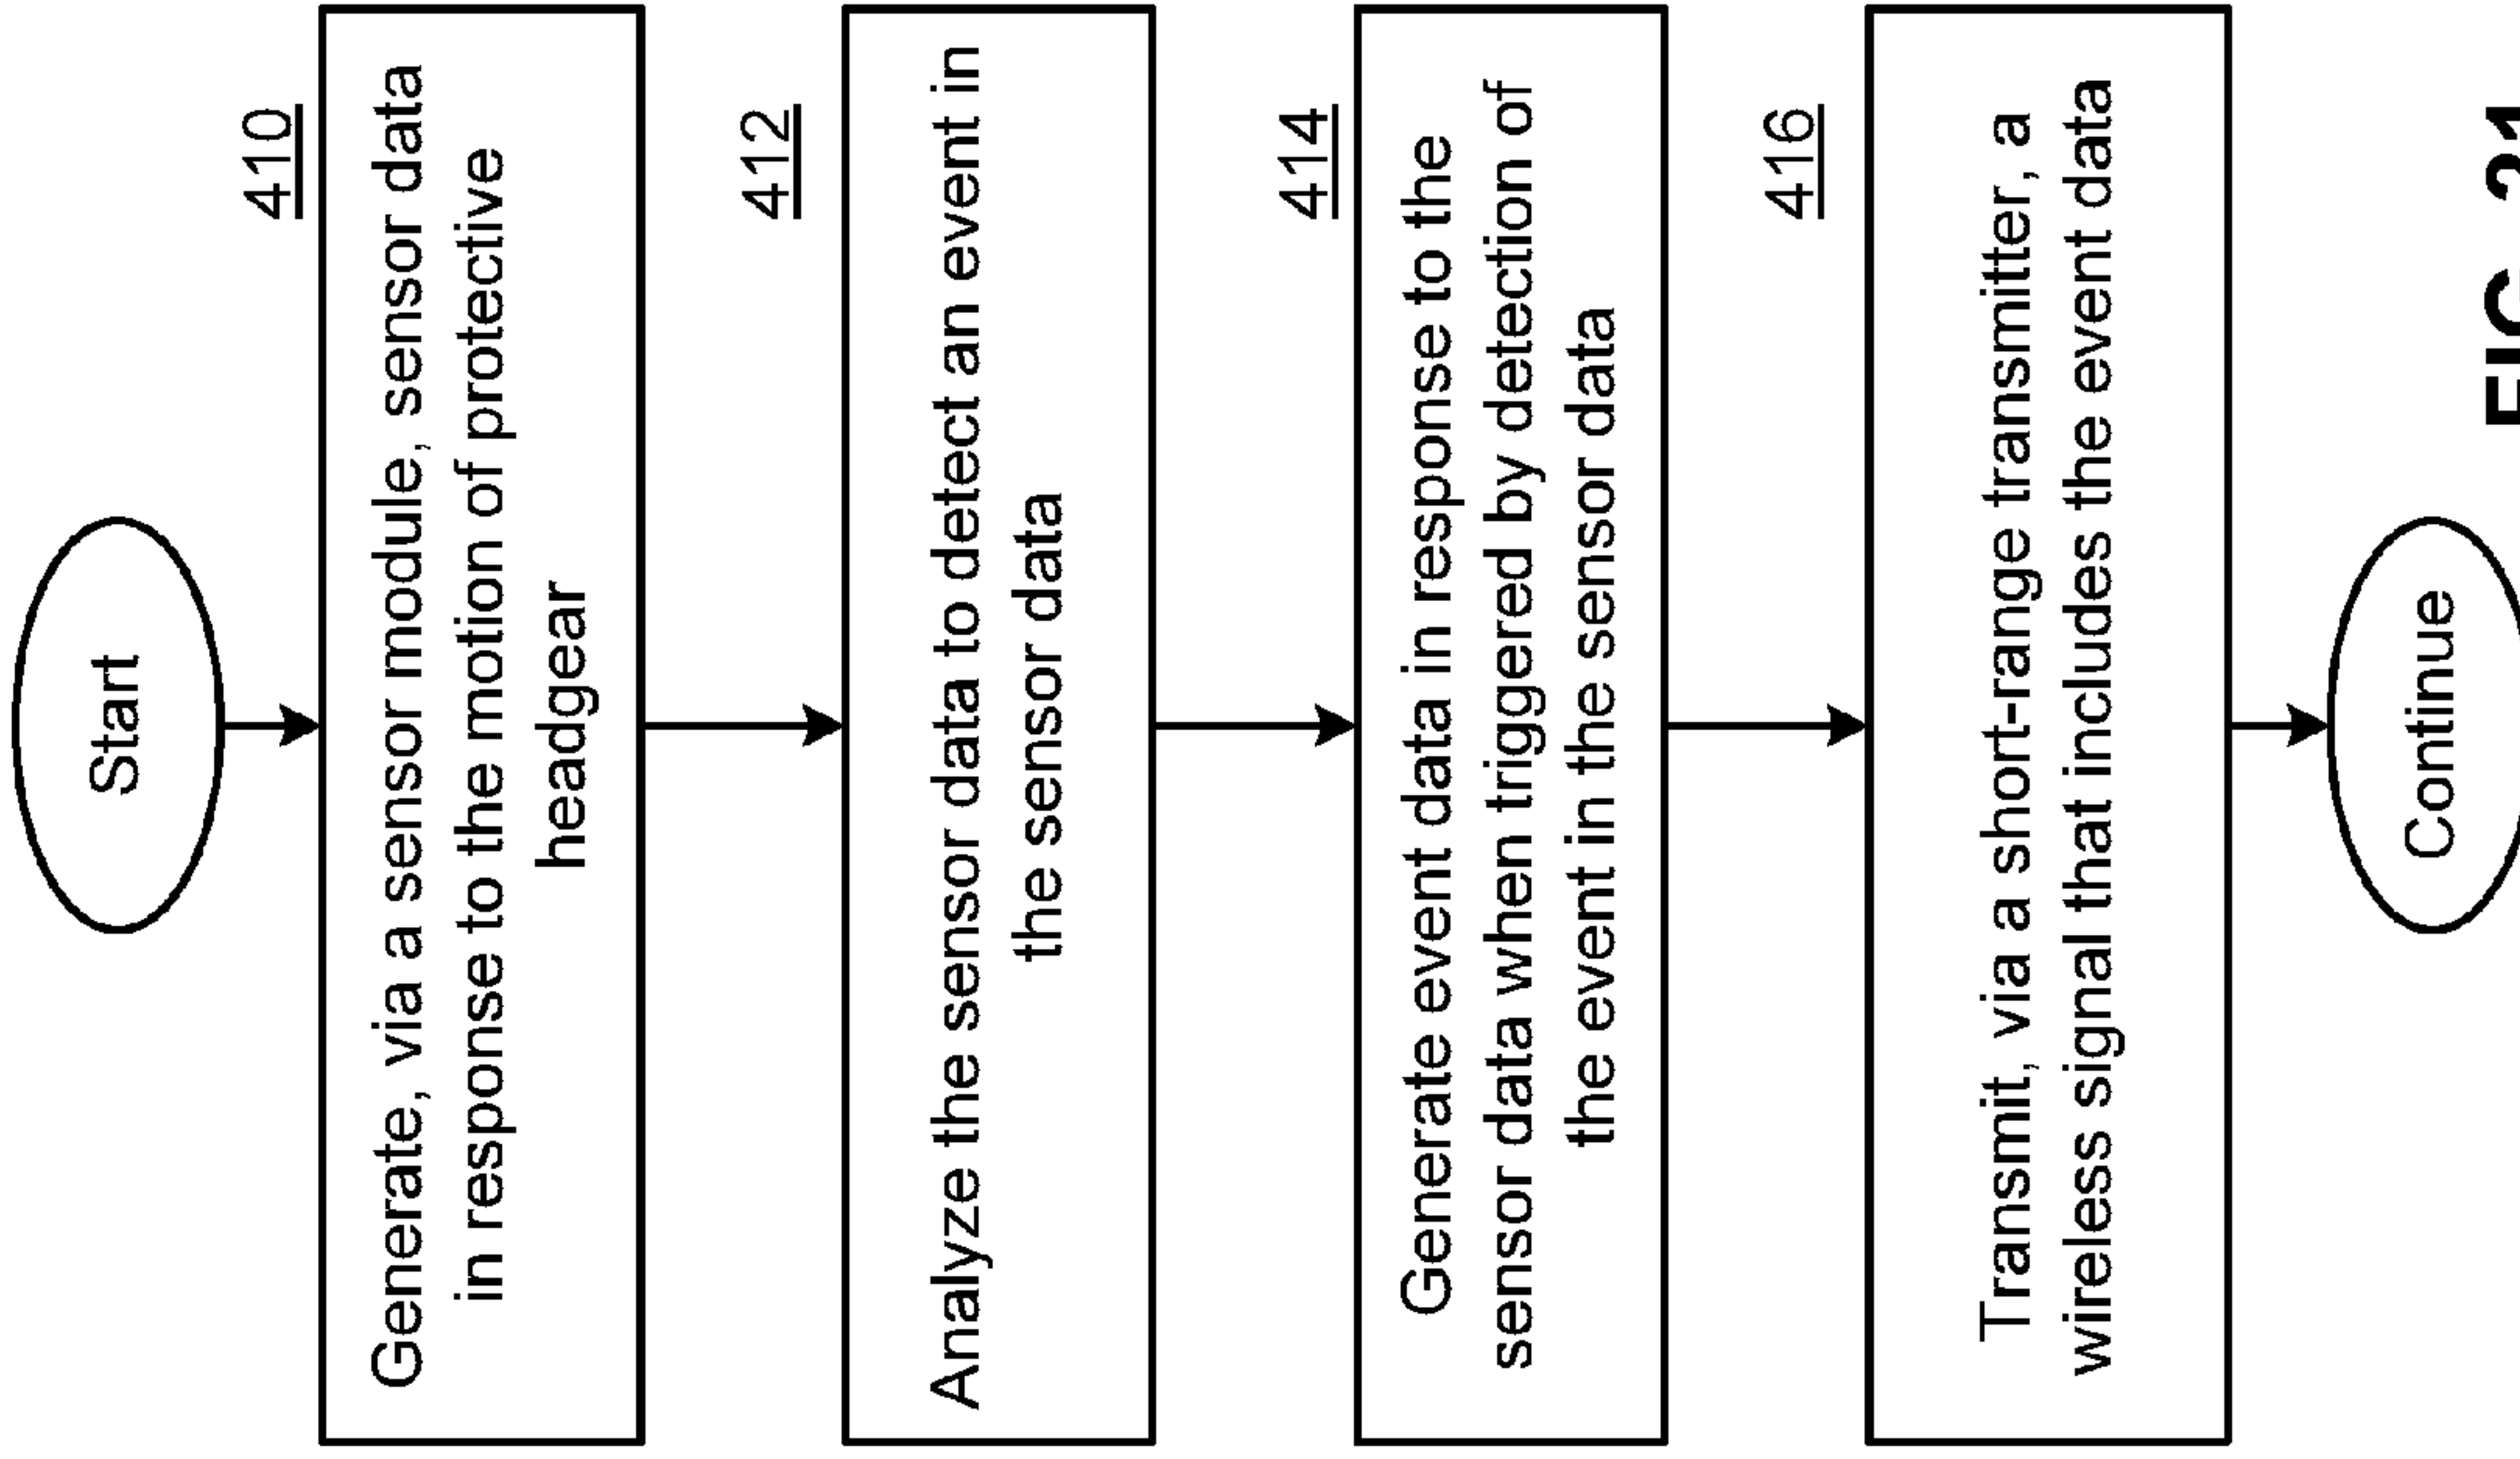 Start
410
Generate, via a sensor module, sensor data
in response to the motion of protective
headgear
412
Analyze the sensor data to detect an event in
the sensor data
414
Generate event data in response to the
sensor data when triggered by detection of
the event in the sensor data
416
Transmit, via a short-range transmitter, a
wireless signal that includes the event data
Continue
FIG. 21